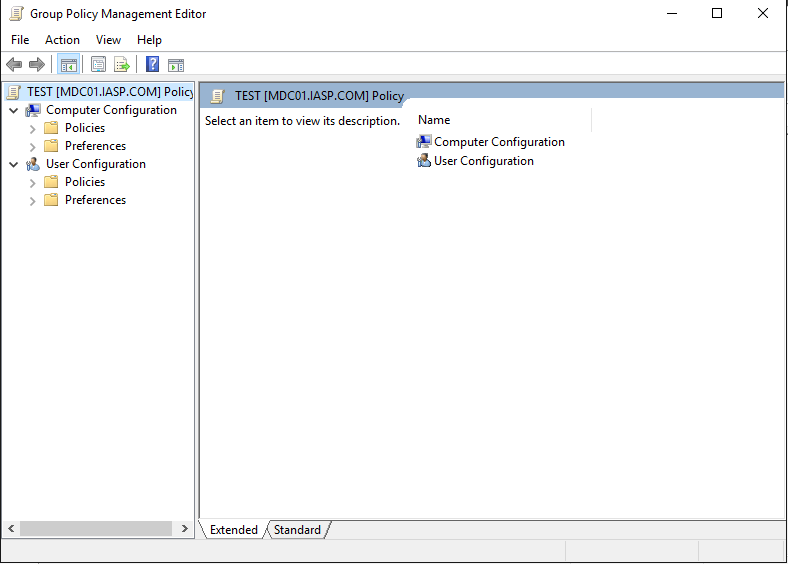 Group Policy Management Editor
File Action View Help
TEST [MDC01.IASP.COM] Policy
Computer Configuration
Policies
Preferences
User Configuration
Policies
Preferences
TEST [MDC01.IASP.COM] Policy
Select an item to view its description.
Name
Computer Configuration
User Configuration
Extended Standard